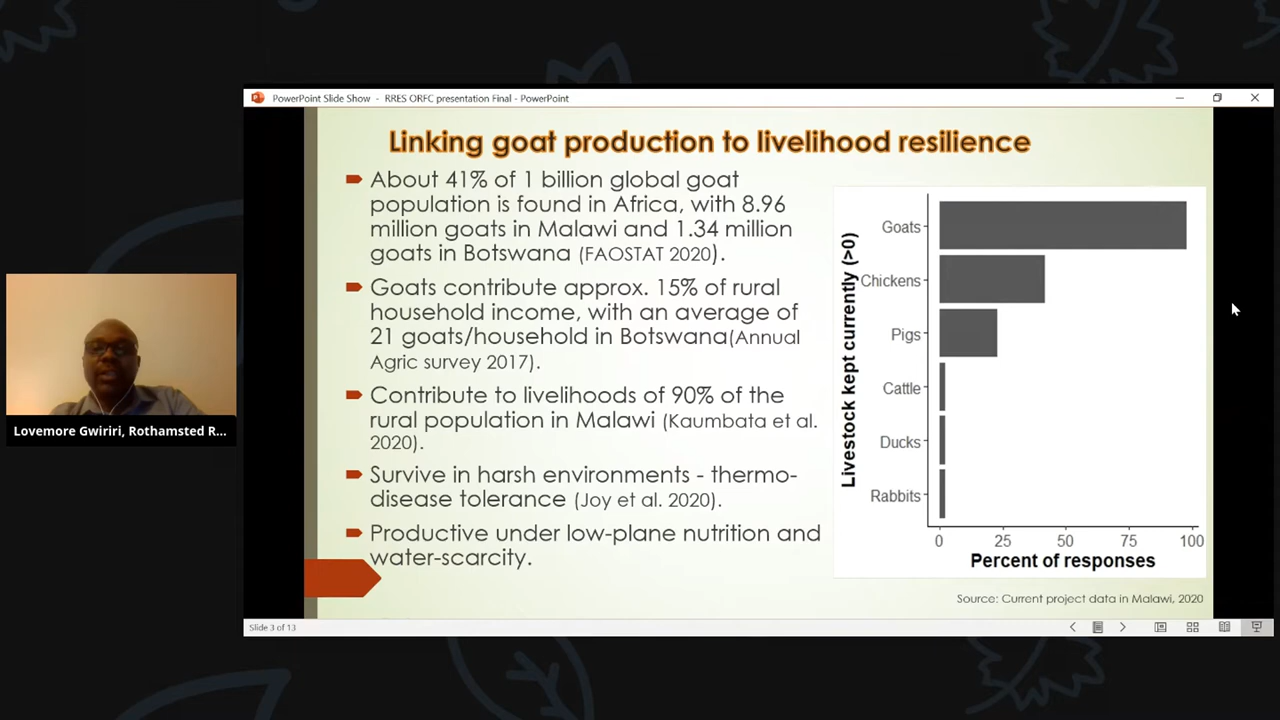 PowerPoint Slide Show - RRES ORFC presentation Final - PowerPoint
Linking goat production to livelihood resilience
About 41% of 1 billion global goat
population is found in Africa, with 8.96
million goats in Malawi and 1.34 million
goats in Botswana (FAOSTAT 2020).
Goats contribute approx. 15% of rural
household income, with an average of
21 goats/household in Botswana(Annual
Agric survey 2017).
Contribute to livelihoods of 90% of the
rural population in Malawi (Kaumbata et al.
2020).
Survive in harsh environments - thermo-
disease tolerance (Joy et al. 2020).
Productive under low-plane nutrition and
water-scarcity.
Livestock kept currently (>0)
Goats
Chickens
Pigs
Cattle
Ducks
Rabbits
0 25 50 75 100
Percent of responses
Source: Current project data in Malawi, 2020
Slide 3 of 13
Lovemore Gwiriri, Rothamsted R...